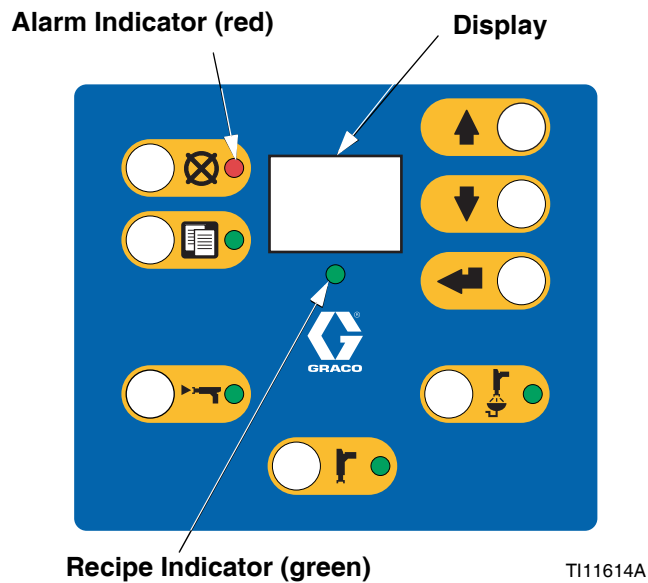 Alarm Indicator (red)
Display
®
GRACO
Recipe Indicator (green)
TI11614A